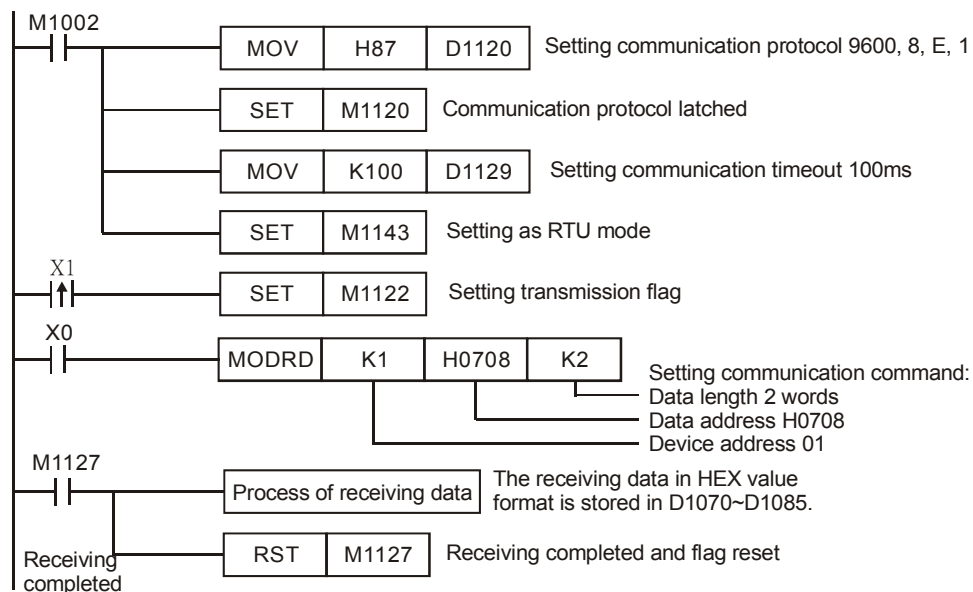 M1002
MOV H87 D1120 Setting communication protocol 9600, 8, E, 1
SET M1120 Communication protocol latched
MOV K100 D1129 Setting communication timeout 100ms
SET M1143 Setting as RTU mode
X1
SET M1122 Setting transmission flag
X0
MODRD K1 H0708 K2
Setting communication command:
Data length 2 words
Data address H0708
Device address 01
M1127
Process of receiving data
The receiving data in HEX value
format is stored in D1070~D1085.
RST M1127 Receiving completed and flag reset
Receiving
completed